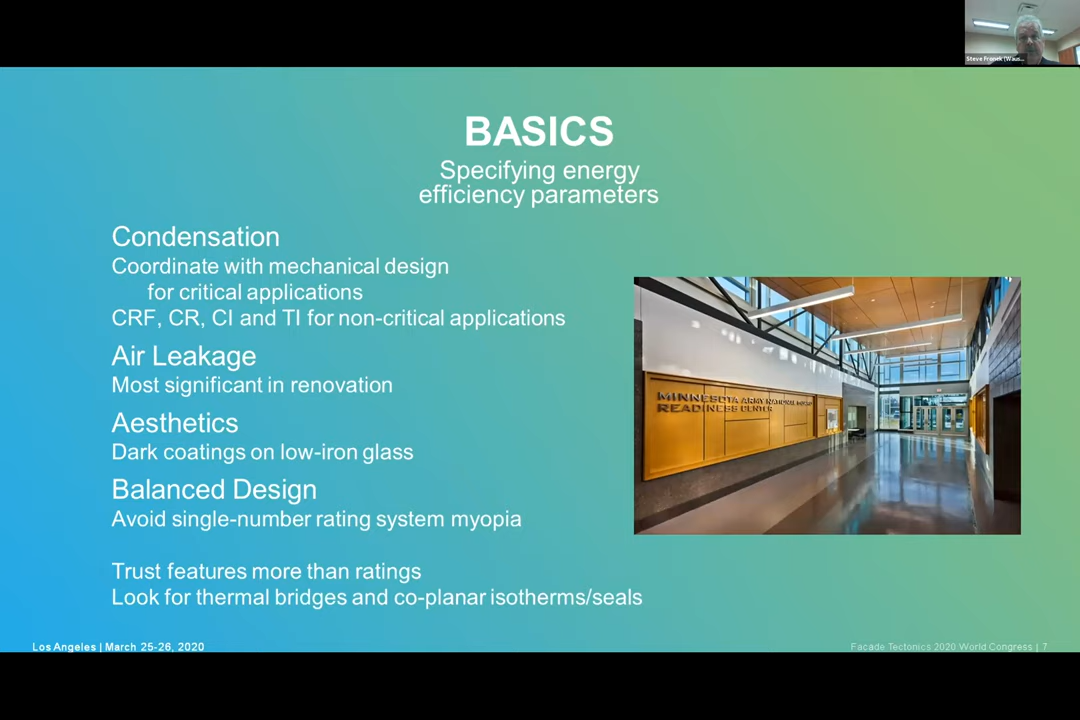 Steve Fronek (Waus...
BASICS
Specifying energy
efficiency parameters
Condensation
Coordinate with mechanical design
for critical applications
CRF, CR, CI and TI for non-critical applications
Air Leakage
Most significant in renovation
Aesthetics
Dark coatings on low-iron glass
Balanced Design
Avoid single-number rating system myopia
Trust features more than ratings
Look for thermal bridges and co-planar isotherms/seals
MINNESOTA ARMY NATIONAL GUARD
READINESS CENTER
Los Angeles | March 25-26, 2020
Facade Tectonics 2020 World Congress | 7